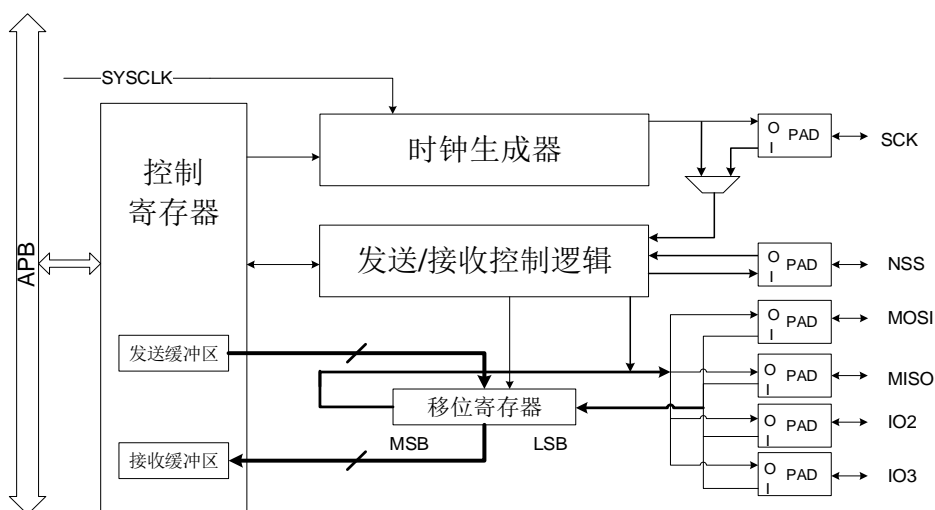 SYSCLK
APB
控制
寄存器
时钟生成器
发送/接收控制逻辑
发送缓冲区
接收缓冲区
移位寄存器
MSB
LSB
O
I
PAD
SCK
O
I
PAD
NSS
O
I
PAD
MOSI
O
I
PAD
MISO
O
I
PAD
IO2
O
I
PAD
IO3